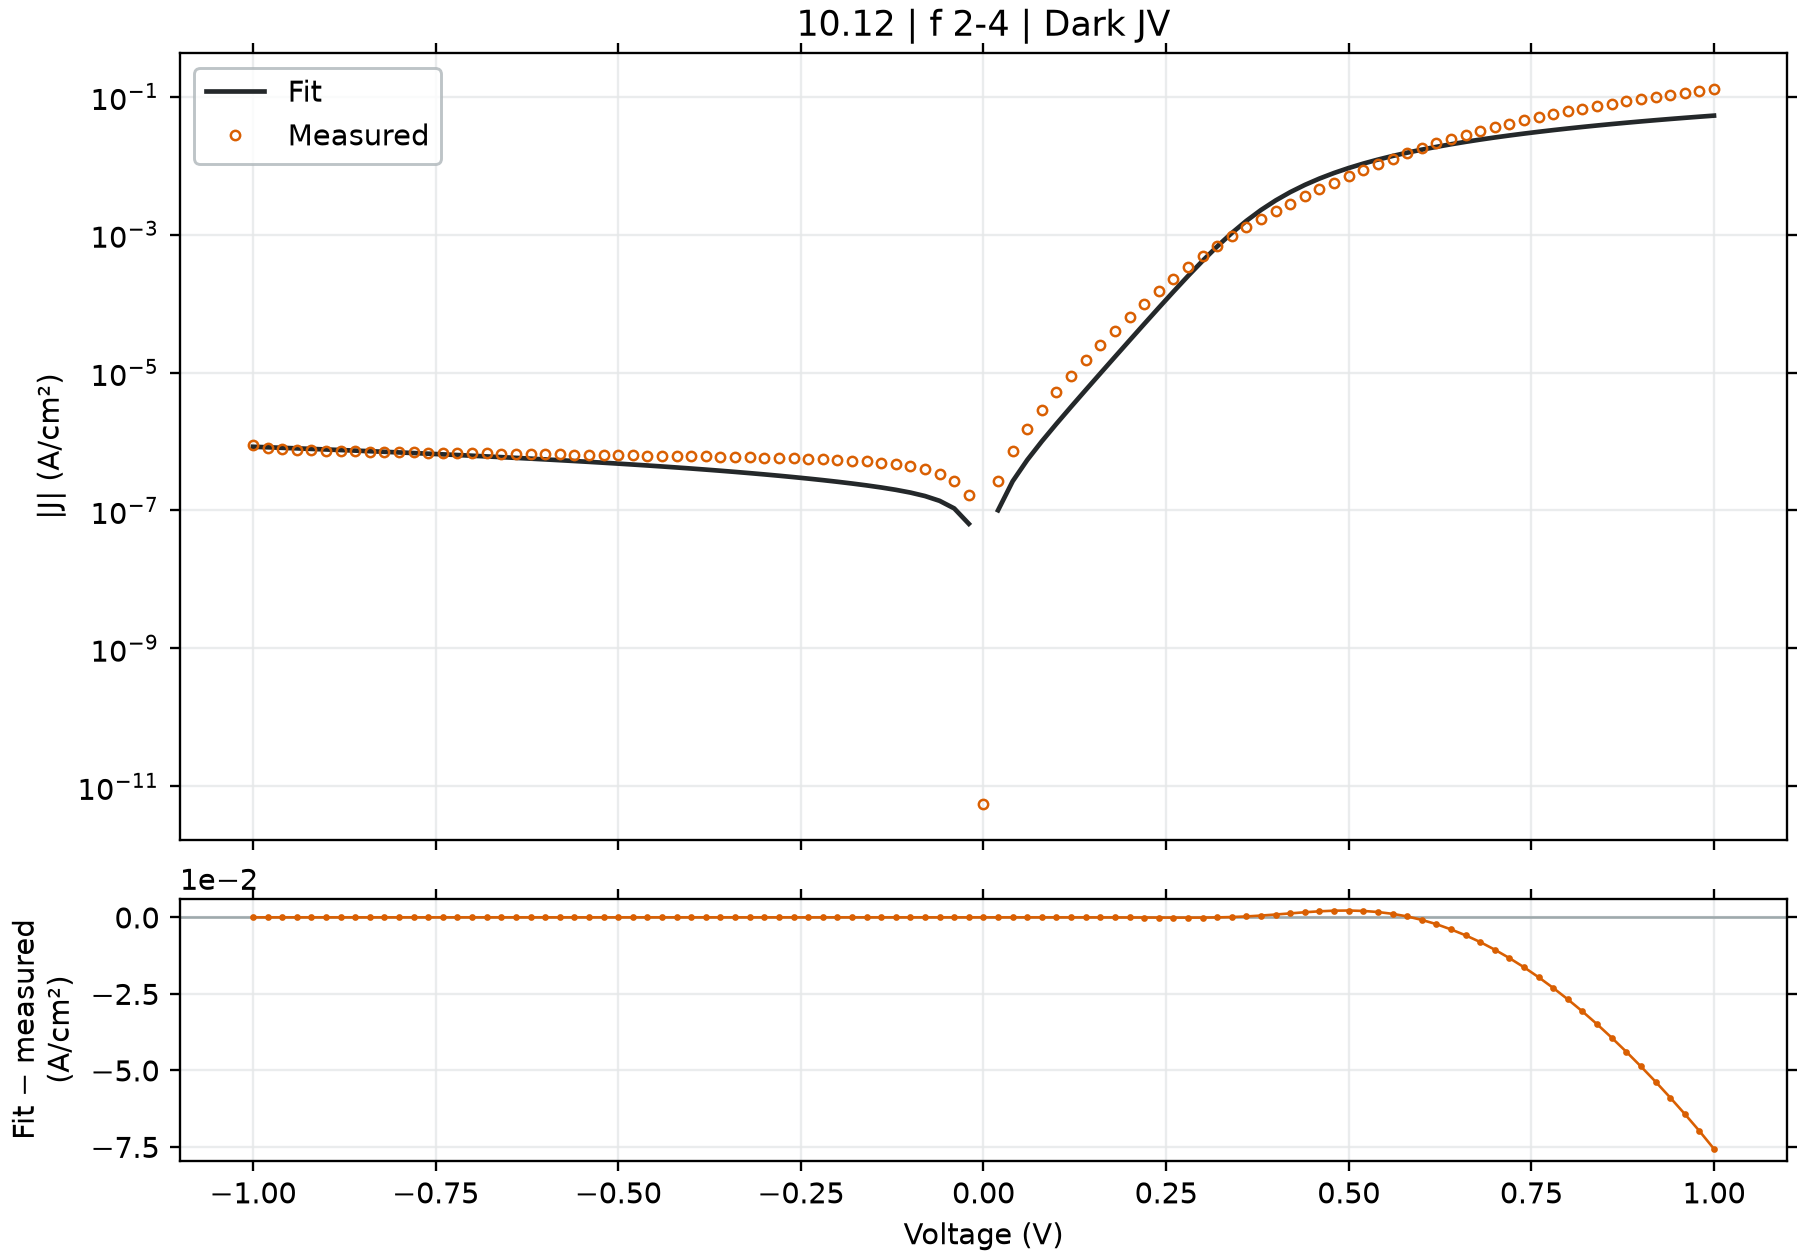 10.12 | f 2-4 | Dark JV
Fit
Measured
10⁻¹
10⁻³
10⁻⁵
10⁻⁷
10⁻⁹
10⁻¹¹
|J| (A/cm²)
1e−2
0.0
−2.5
−5.0
−7.5
Fit − measured
(A/cm²)
−1.00 −0.75 −0.50 −0.25 0.00 0.25 0.50 0.75 1.00
Voltage (V)